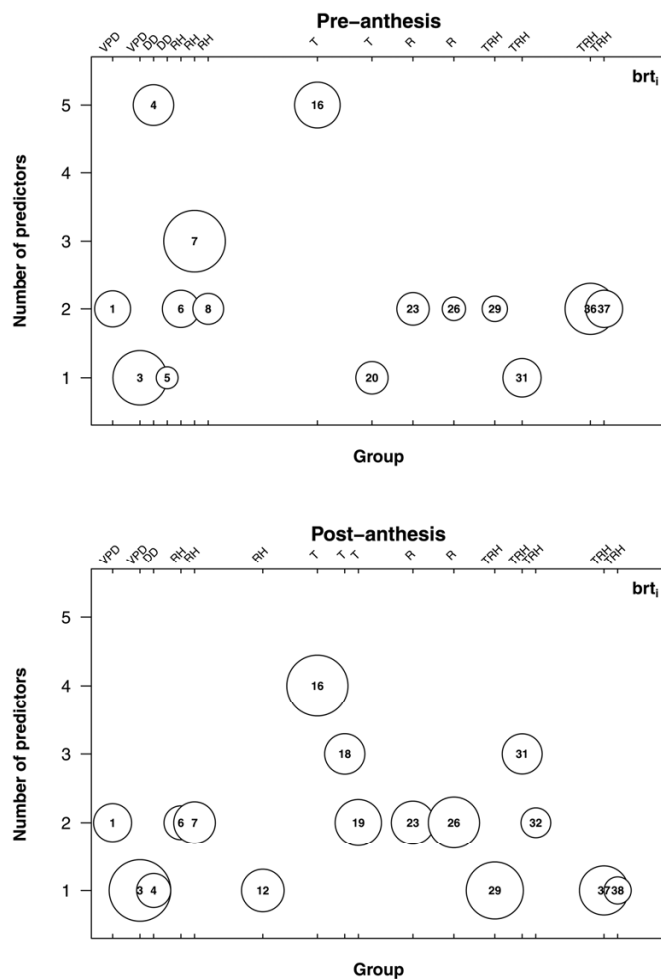 Pre-anthesis
VPD VPD DD DD RH RH RH T T R R TRH TRH TRH TRH
brti
5 4 16
4
3 7
2 1 6 8 23 26 29 36 37
1 3 5 20 31
Number of predictors
Group
Post-anthesis
VPD VPD DD RH RH RH T T T R R TRH TRH TRH TRH TRH
brti
5
4 16
3 18 31
2 1 6 7 19 23 26 32
1 3 4 12 29 37 38
Number of predictors
Group